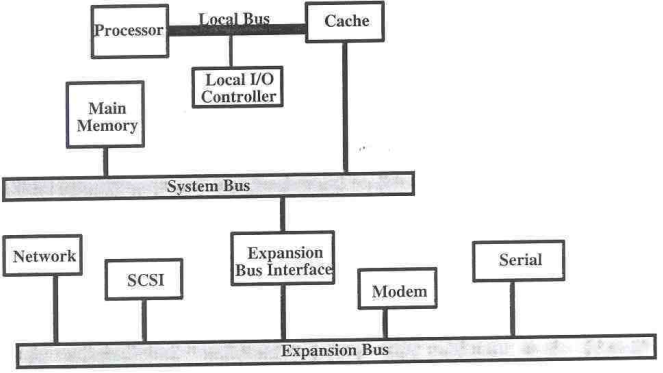 Processor
Local Bus
Cache
Local I/O
Controller
Main
Memory
System Bus
Network
SCSI
Expansion
Bus Interface
Modem
Serial
Expansion Bus